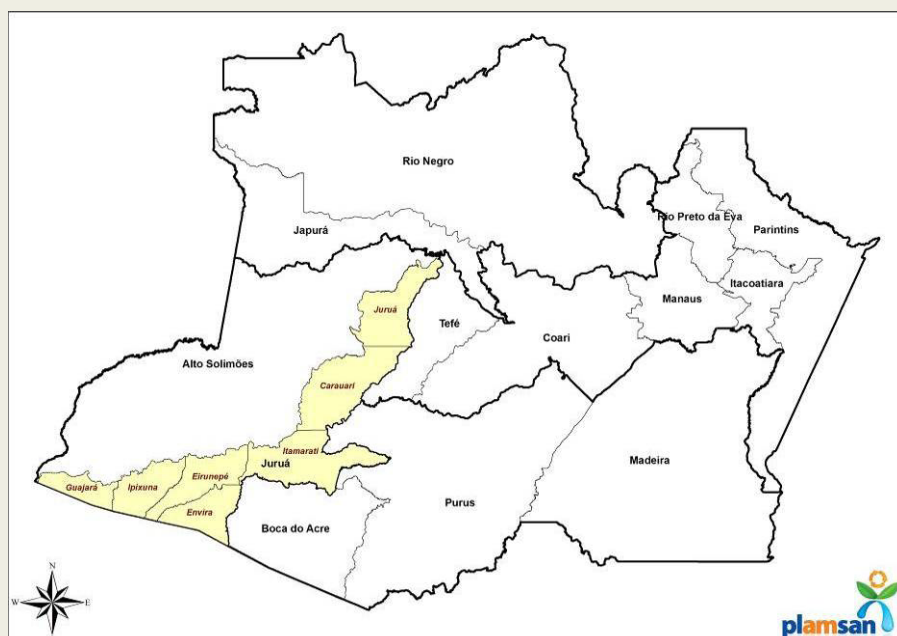 Rio Negro
Rio Preto da Eva
Parintins
Japurá
Itacoatiara
Manaus
Juruá
Tefé
Coari
Alto Solimões
Carauari
Itamarati
Juruá
Madeira
Eirunepé
Ipixuna
Guajará
Envira
Purus
Boca do Acre
N
W
E
S
plamsan